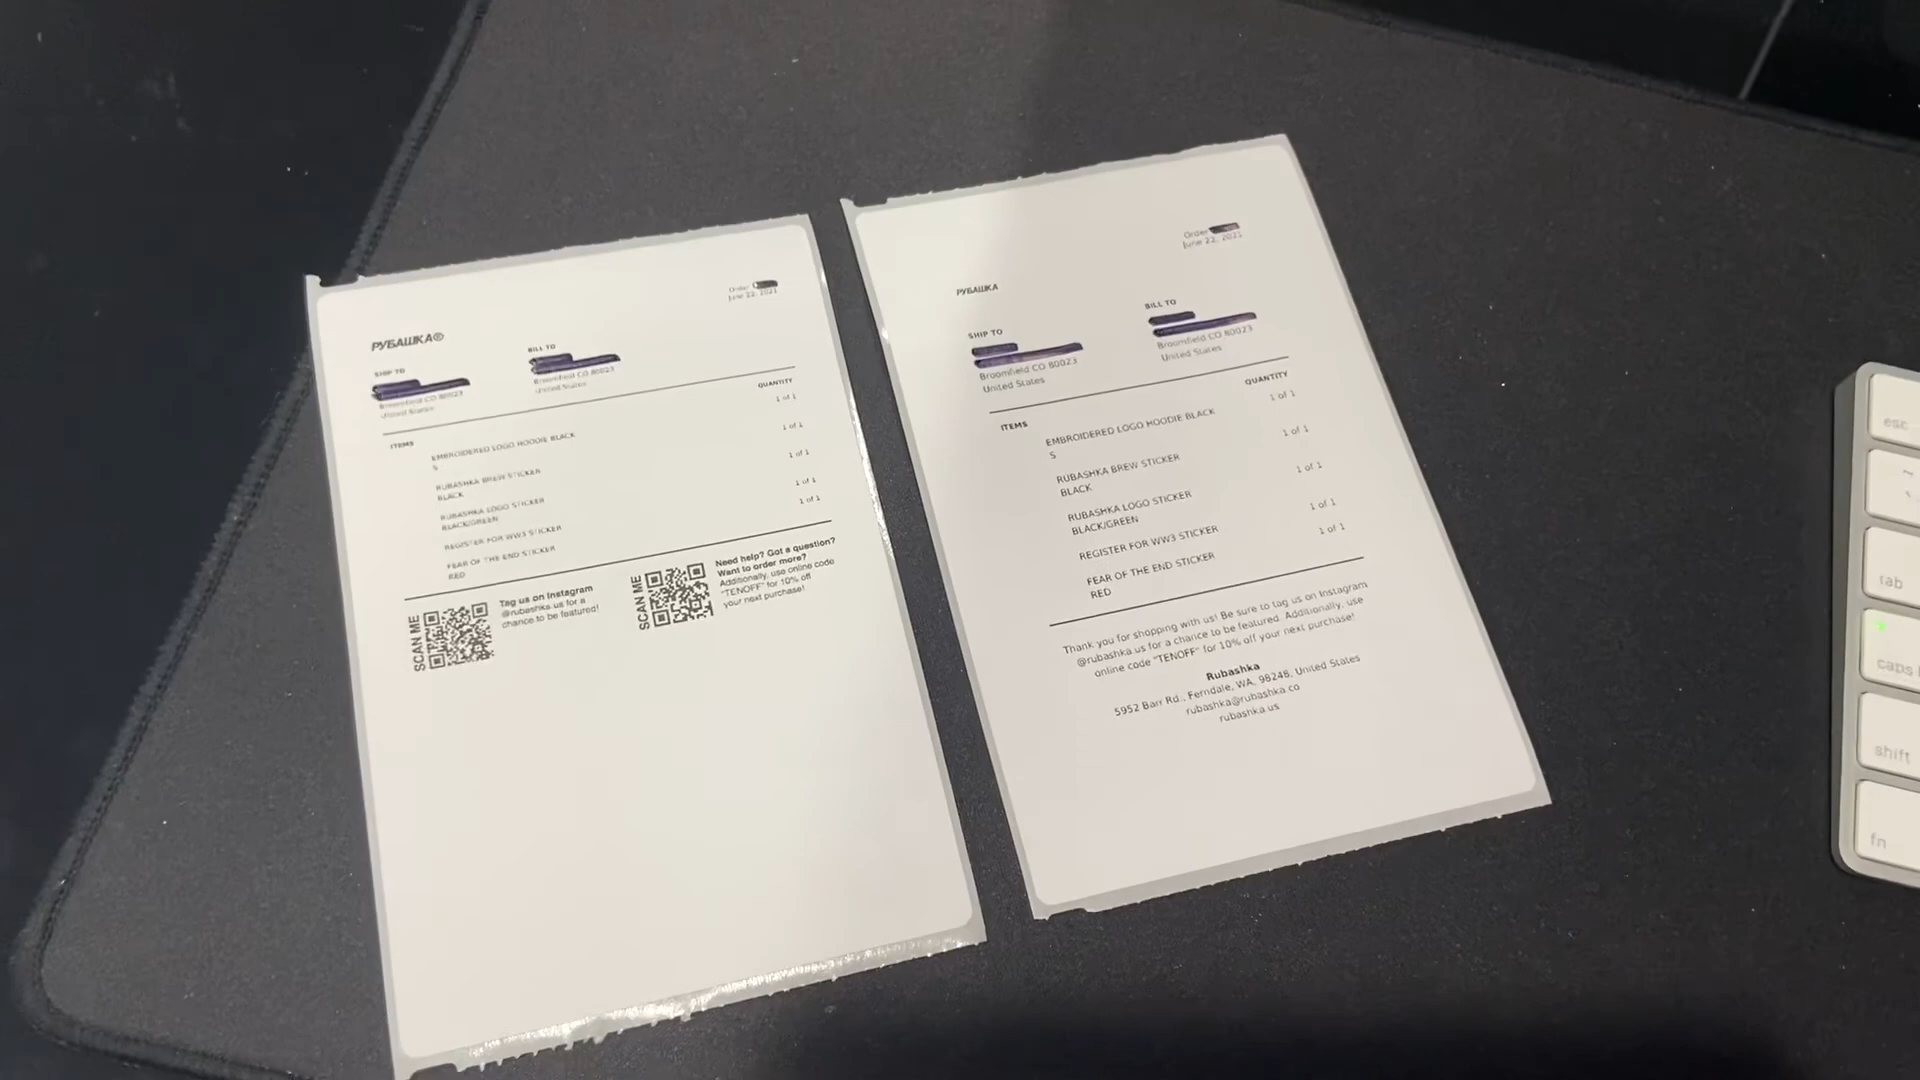 Order
June 22, 2021
РУБАШКА®
SHIP TO
Broomfield CO 80023
United States
BILL TO
Broomfield CO 80023
United States
ITEMS
QUANTITY
EMBROIDERED LOGO HOODIE BLACK
S
1 of 1
RUBASHKA BREW STICKER
BLACK
1 of 1
RUBASHKA LOGO STICKER
BLACK/GREEN
1 of 1
REGISTER FOR WW3 STICKER
1 of 1
FEAR OF THE END STICKER
RED
1 of 1
SCAN ME
Tag us on Instagram
@rubashka.us for a
chance to be featured!
SCAN ME
Need help? Got a question?
Want to order more?
Additionally, use online code
"TENOFF" for 10% off
your next purchase!
Order
June 22, 2021
РУБАШКА
SHIP TO
Broomfield CO 80023
United States
BILL TO
Broomfield CO 80023
United States
ITEMS
QUANTITY
EMBROIDERED LOGO HOODIE BLACK
S
1 of 1
RUBASHKA BREW STICKER
BLACK
1 of 1
RUBASHKA LOGO STICKER
BLACK/GREEN
1 of 1
REGISTER FOR WW3 STICKER
1 of 1
FEAR OF THE END STICKER
RED
1 of 1
Thank you for shopping with us! Be sure to tag us on Instagram
@rubashka.us for a chance to be featured. Additionally, use
online code "TENOFF" for 10% off your next purchase!
Rubashka
5952 Barr Rd., Ferndale, WA, 98248, United States
rubashka@rubashka.co
rubashka.us
esc
~
tab
caps
shift
fn